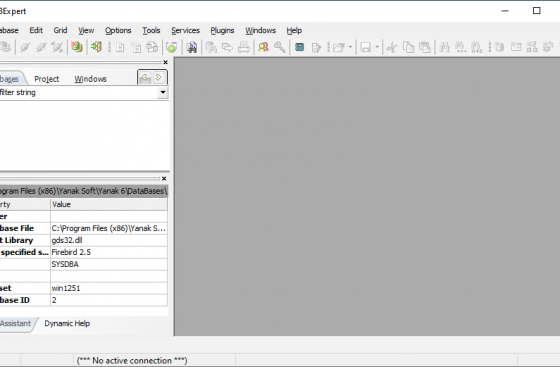 BExpert
abase Edit Grid View Options Tools Services Plugins Windows Help
bases Project Windows
filter string
ogram Files (x86)\Yanak Soft\Yanak 6\DataBases\
rty Value
er
base File C:\Program Files (x86)\Yanak S...
t Library gds32.dll
specified s... Firebird 2.5
SYSDBA
set win1251
base ID 2
Assistant Dynamic Help
(*** No active connection ***)